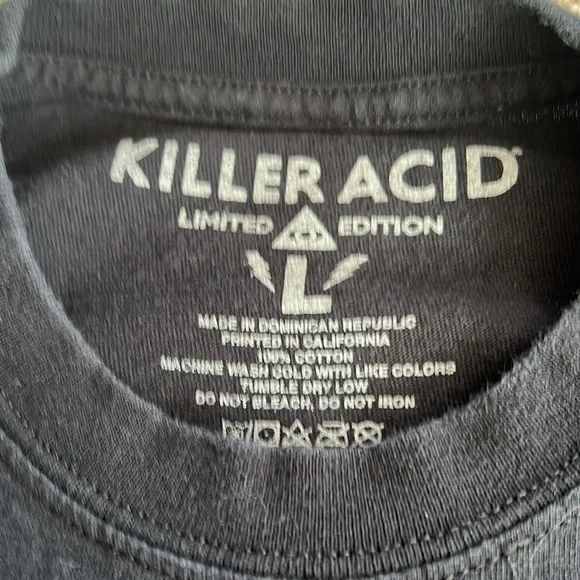 KILLER ACID
LIMITED EDITION
L
MADE IN DOMINICAN REPUBLIC
PRINTED IN CALIFORNIA
100% COTTON
MACHINE WASH COLD WITH LIKE COLORS
TUMBLE DRY LOW
DO NOT BLEACH, DO NOT IRON